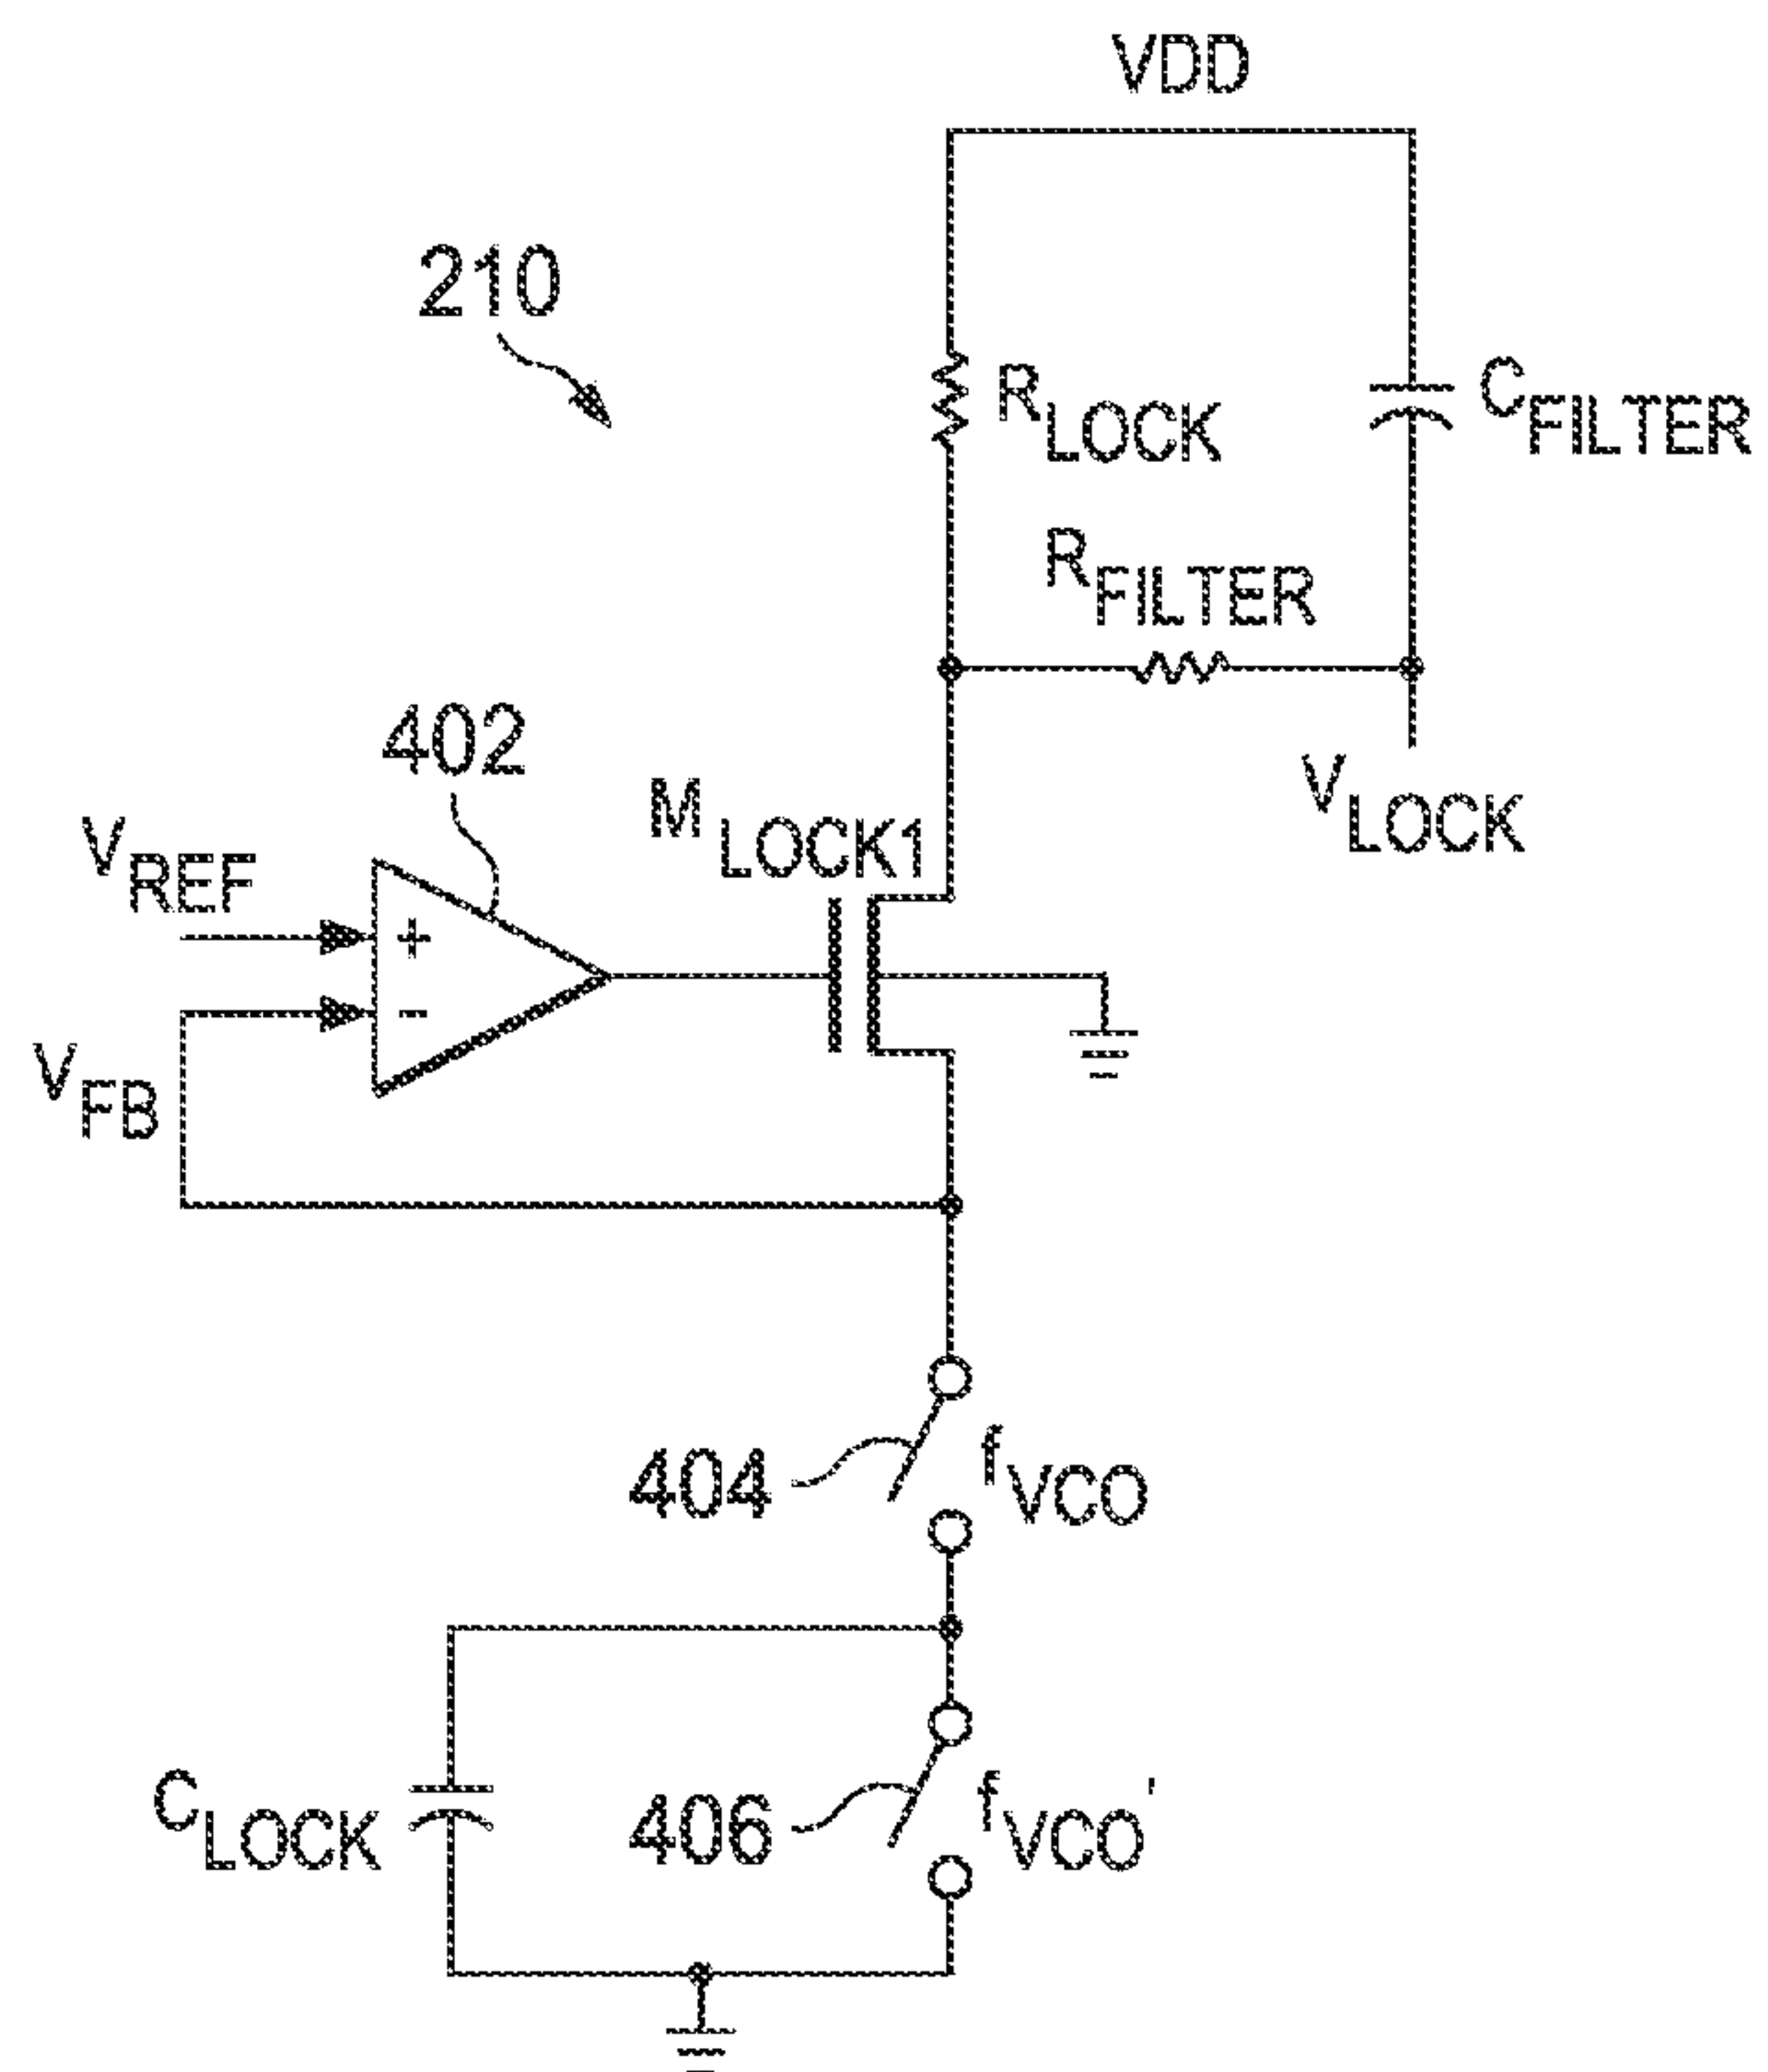 VDD
210
RLOCK
CFILTER
RFILTER
402
MLOCK1
VLOCK
VREF
+
-
VFB
404
fVCO
CLOCK
406
fVCO'